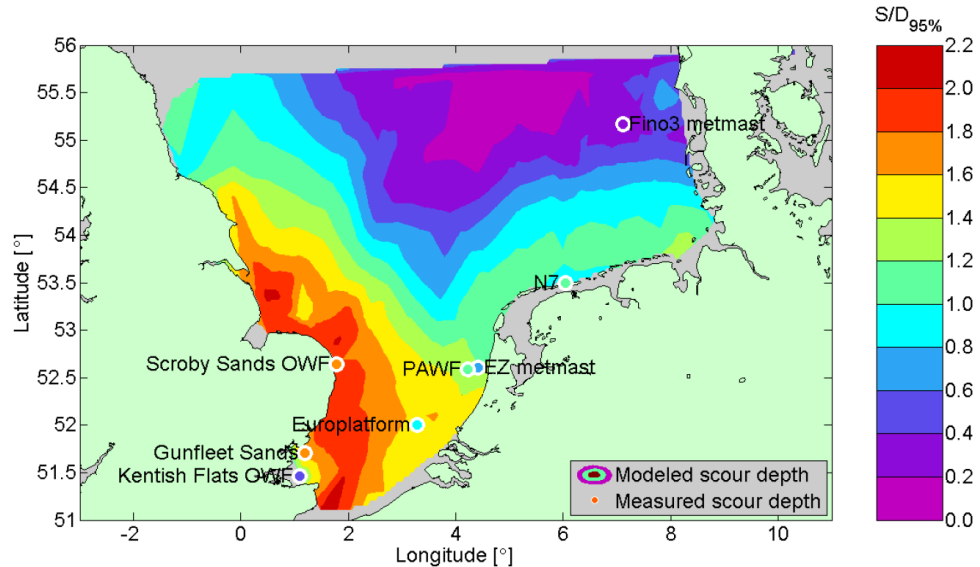 S/D95%
56
55.5
55
54.5
54
53.5
53
52.5
52
51.5
51
Latitude [°]
-2
0
2
4
6
8
10
Longitude [°]
Fino3 metmast
N7
Scroby Sands OWF
PAWF
EZ metmast
Europlatform
Gunfleet Sands
Kentish Flats OWF
Modeled scour depth
Measured scour depth
2.2
2.0
1.8
1.6
1.4
1.2
1.0
0.8
0.6
0.4
0.2
0.0